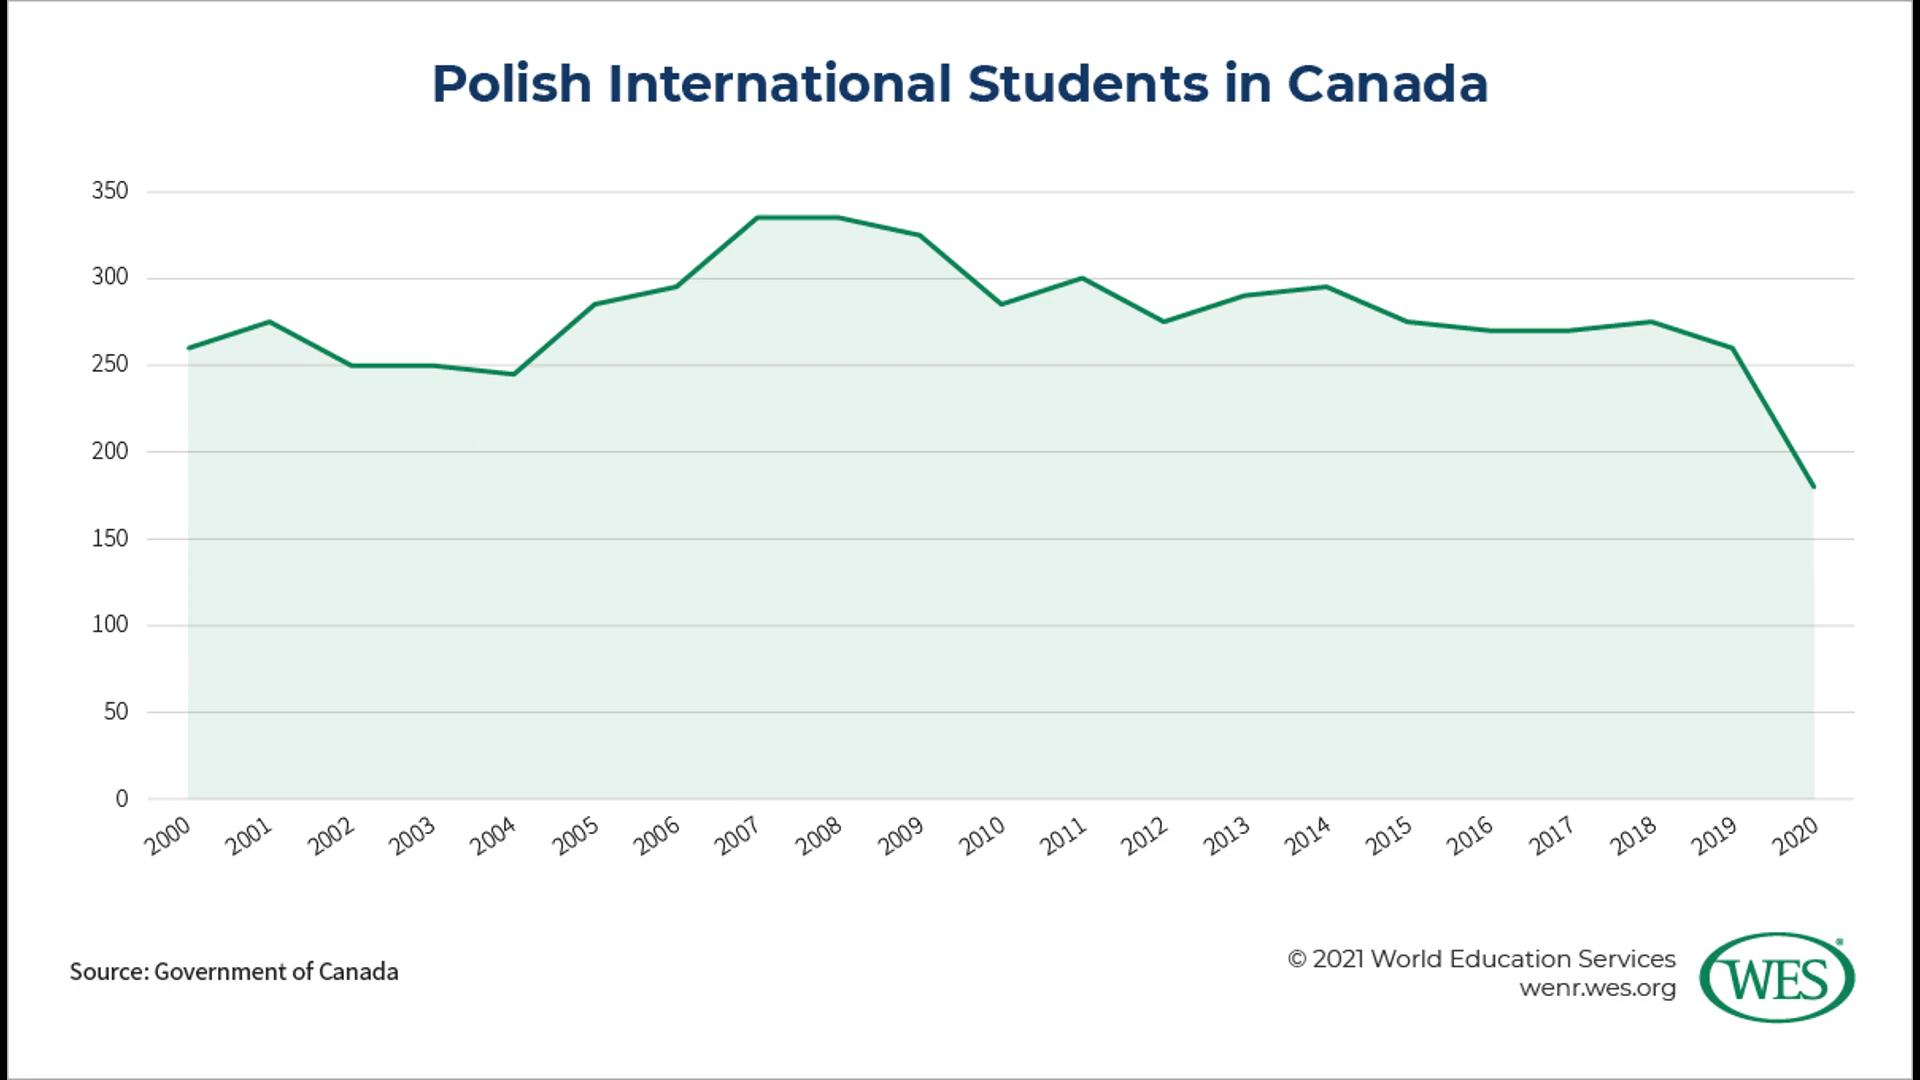 Polish International Students in Canada
350
300
250
200
150
100
50
0
2000 2001 2002 2003 2004 2005 2006 2007 2008 2009 2010 2011 2012 2013 2014 2015 2016 2017 2018 2019 2020
Source: Government of Canada
© 2021 World Education Services
wenr.wes.org
WES